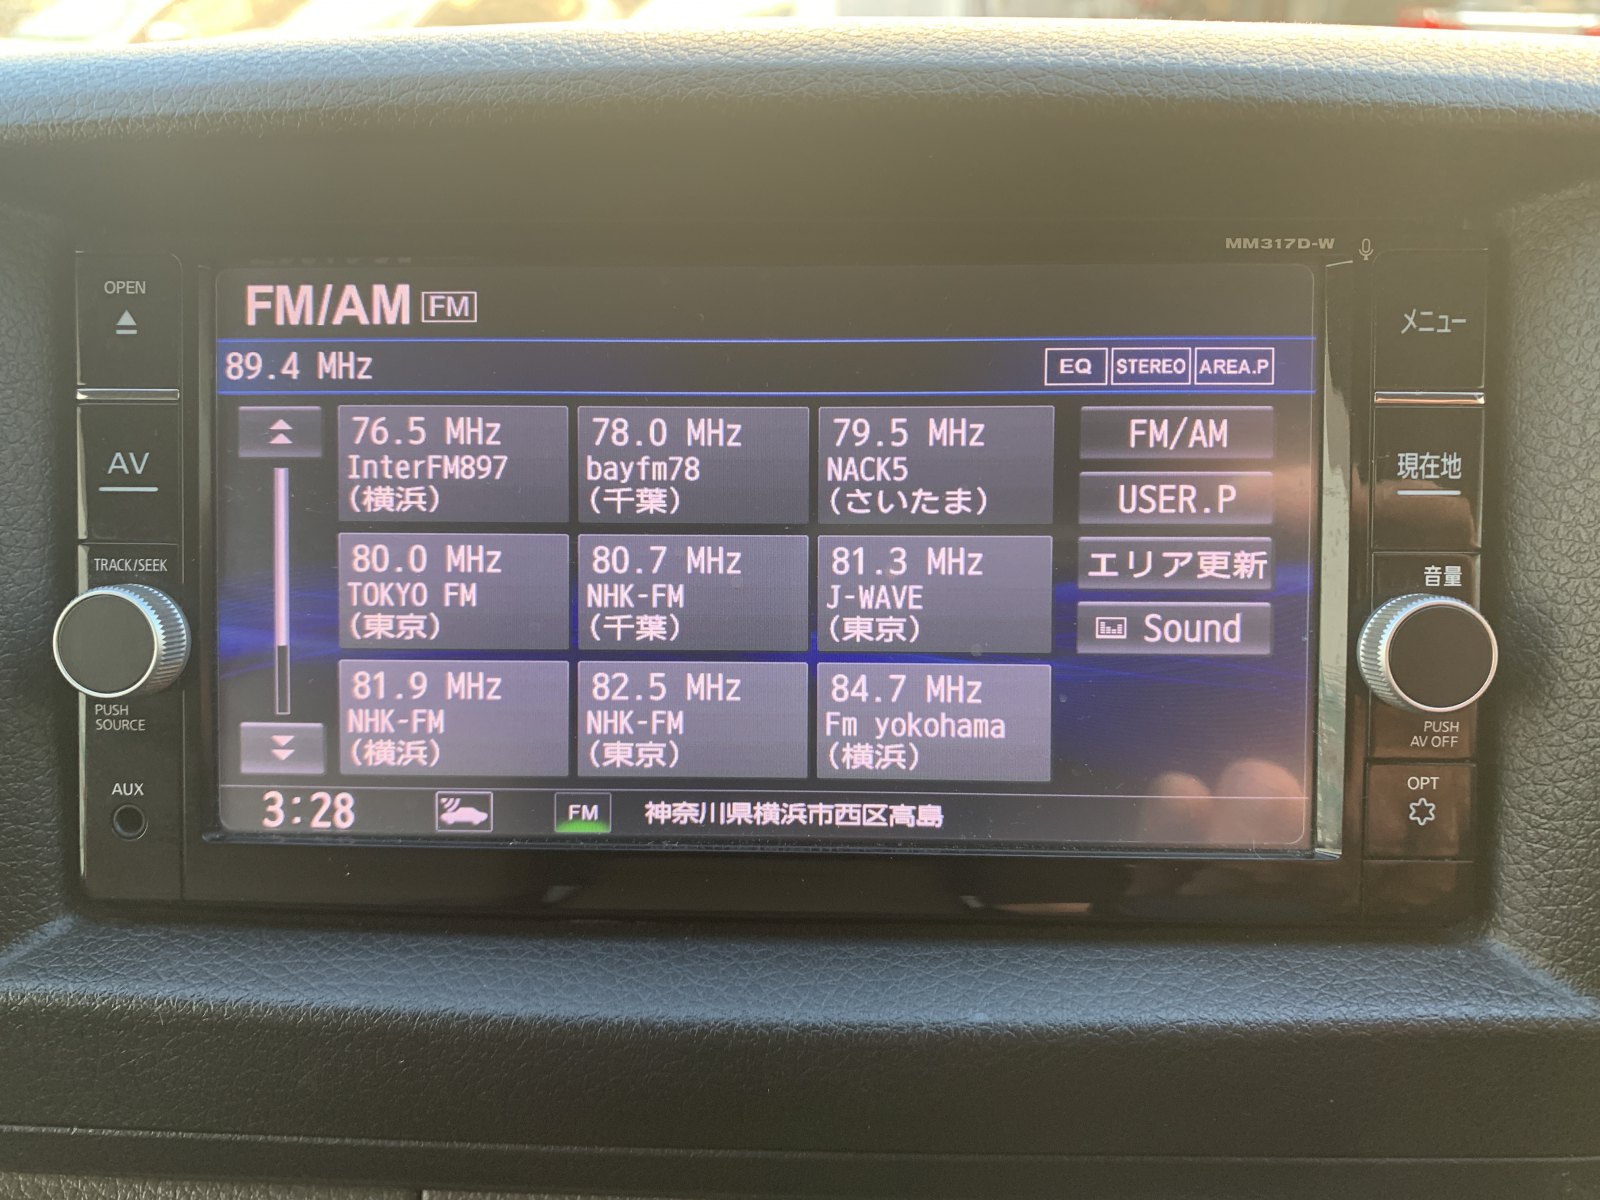 MM317D-W
OPEN
AV
TRACK/SEEK
PUSH
SOURCE
AUX
FM/AM FM
89.4 MHz EQ STEREO AREA.P
76.5 MHz
InterFM897
(横浜)
78.0 MHz
bayfm78
(千葉)
79.5 MHz
NACK5
(さいたま)
80.0 MHz
TOKYO FM
(東京)
80.7 MHz
NHK-FM
(千葉)
81.3 MHz
J-WAVE
(東京)
81.9 MHz
NHK-FM
(横浜)
82.5 MHz
NHK-FM
(東京)
84.7 MHz
Fm yokohama
(横浜)
FM/AM
USER.P
エリア更新
Sound
3:28 FM 神奈川県横浜市西区高島
メニュー
現在地
音量
PUSH
AV OFF
OPT